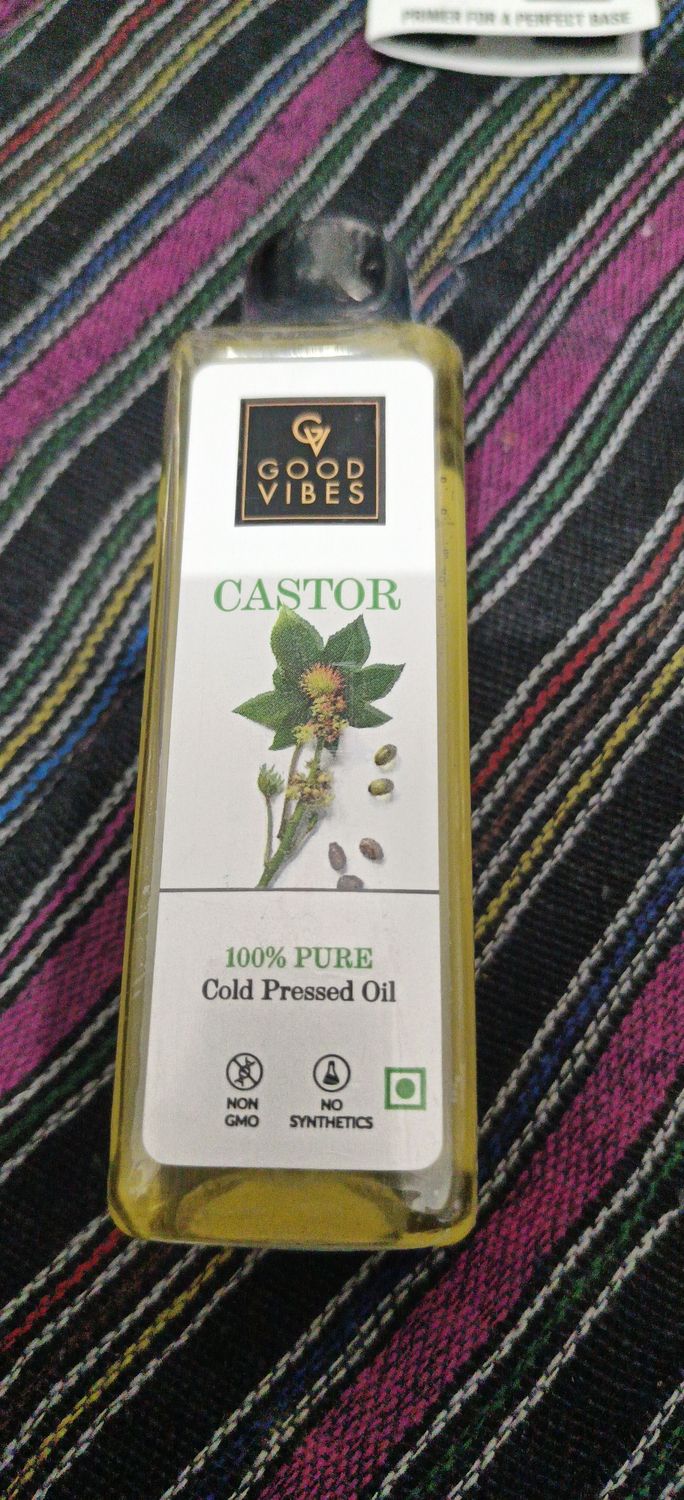 PRIMER FOR A PERFECT BASE
GV
GOOD
VIBES
CASTOR
100% PURE
Cold Pressed Oil
NON
GMO
NO
SYNTHETICS